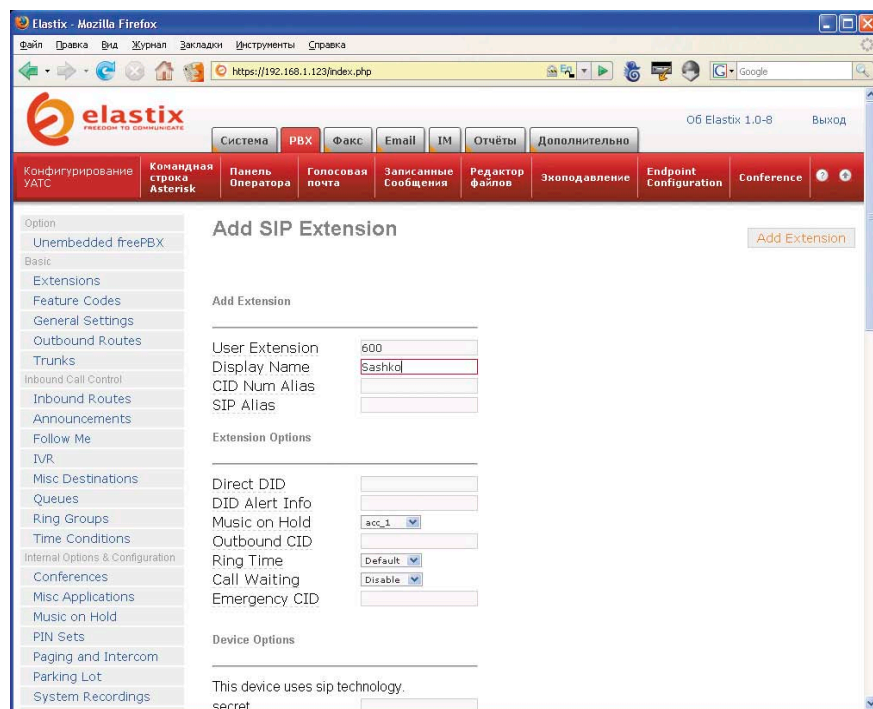 Elastix - Mozilla Firefox
Файл Правка Вид Журнал Закладки Инструменты Справка
https://192.168.1.123/index.php
Google
elastix
FREEDOM TO COMMUNICATE
Об Elastix 1.0-8 Выход
Система PBX Факс Email IM Отчёты Дополнительно
Конфигурирование УАТС
Командная строка Asterisk
Панель Оператора
Голосовая почта
Записанные Сообщения
Редактор файлов
Эхоподавление
Endpoint Configuration
Conference
Option
Unembedded freePBX
Basic
Extensions
Feature Codes
General Settings
Outbound Routes
Trunks
Inbound Call Control
Inbound Routes
Announcements
Follow Me
IVR
Misc Destinations
Queues
Ring Groups
Time Conditions
Internal Options & Configuration
Conferences
Misc Applications
Music on Hold
PIN Sets
Paging and Intercom
Parking Lot
System Recordings
Add SIP Extension
Add Extension
Add Extension
User Extension 600
Display Name Sashko
CID Num Alias
SIP Alias
Extension Options
Direct DID
DID Alert Info
Music on Hold acc_1
Outbound CID
Ring Time Default
Call Waiting Disable
Emergency CID
Device Options
This device uses sip technology.
secret